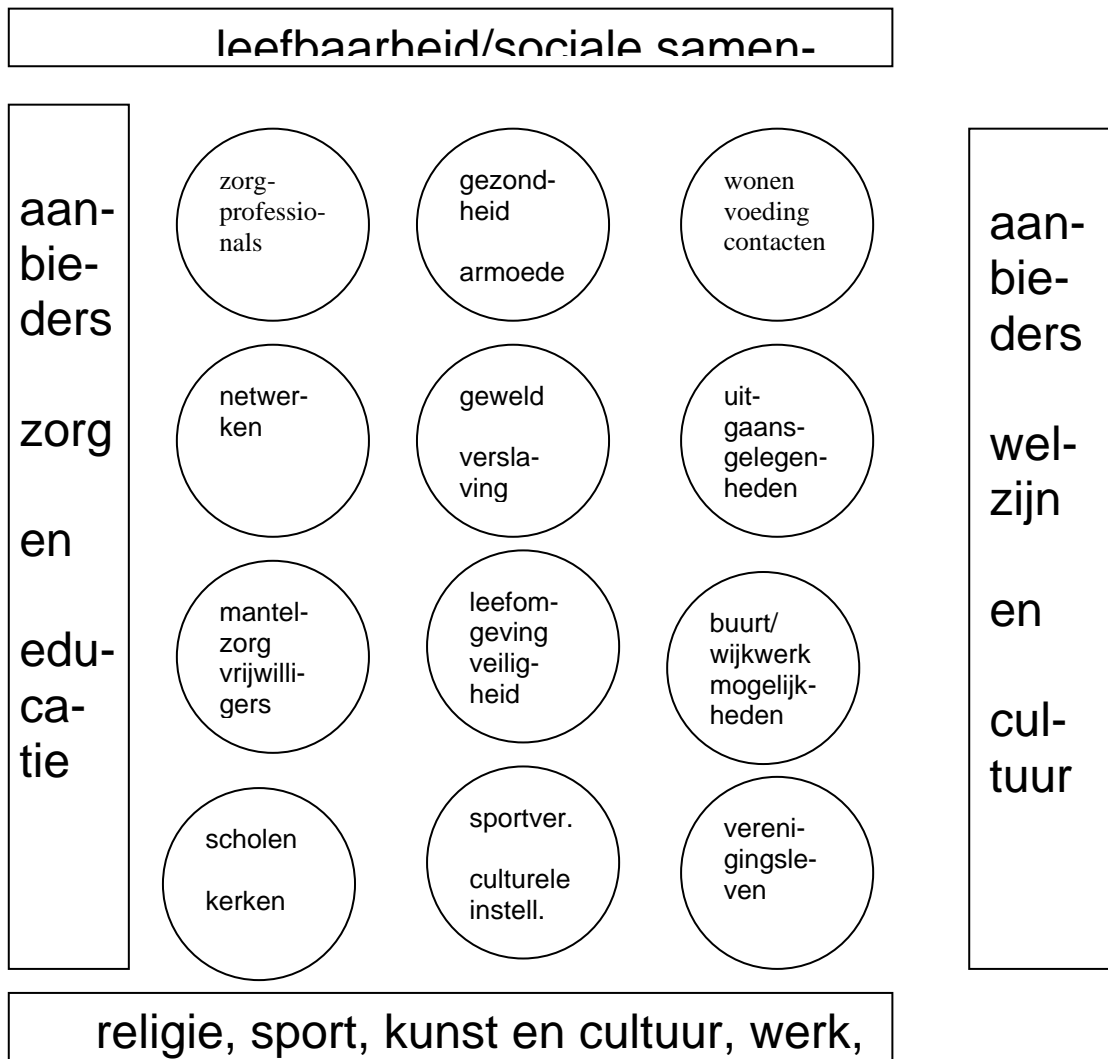 leefbaarheid/sociale samen-
aan-
bie-
ders
zorg
en
edu-
ca-
tie
zorg-
professio-
nals
gezond-
heid
armoede
wonen
voeding
contacten
netwer-
ken
geweld
versla-
ving
uit-
gaans-
gelegen-
heden
mantel-
zorg
vrijwilli-
gers
leefom-
geving
veilig-
heid
buurt/
wijkwerk
mogelijk-
heden
scholen
kerken
sportver.
culturele
instell.
vereni-
gingsle-
ven
aan-
bie-
ders
wel-
zijn
en
cul-
tuur
religie, sport, kunst en cultuur, werk,